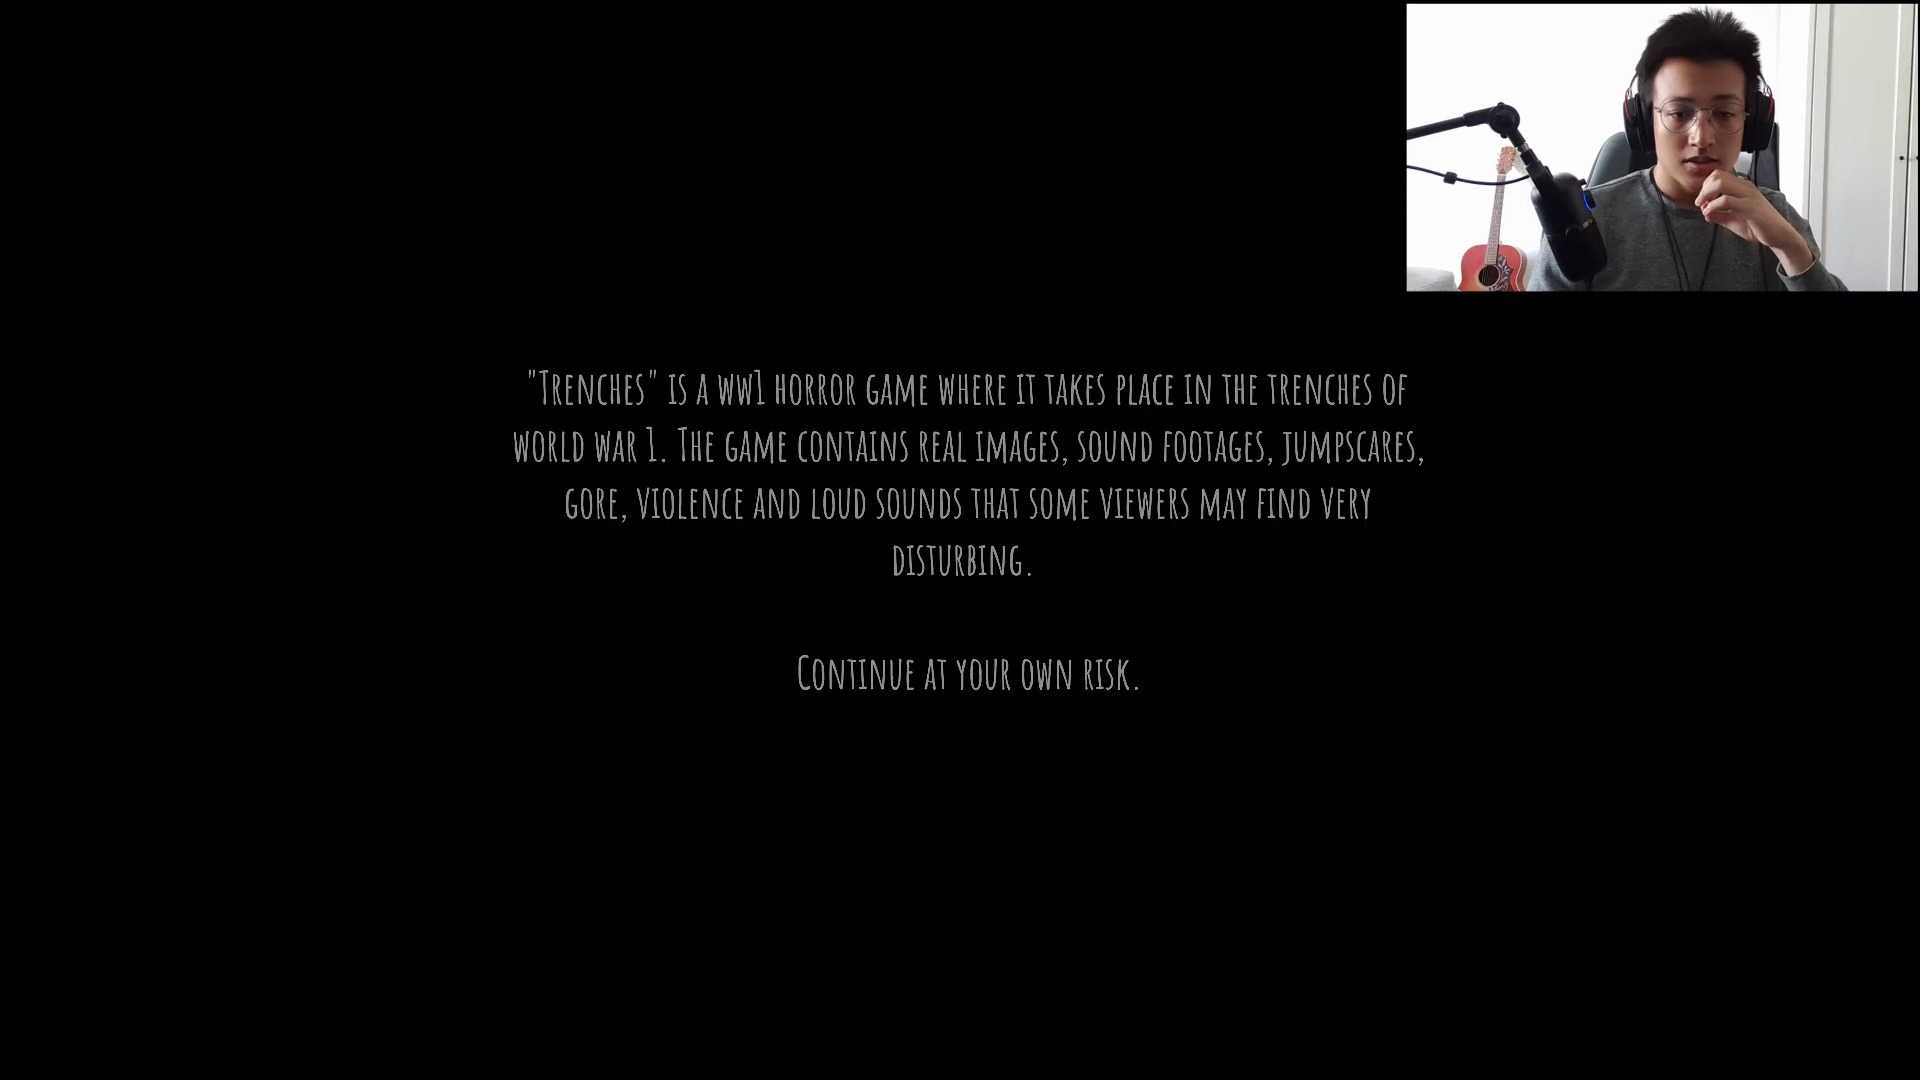 "Trenches" is a ww1 horror game where it takes place in the trenches of
world war 1. The game contains real images, sound footages, jumpscares,
gore, violence and loud sounds that some viewers may find very
disturbing.
Continue at your own risk.